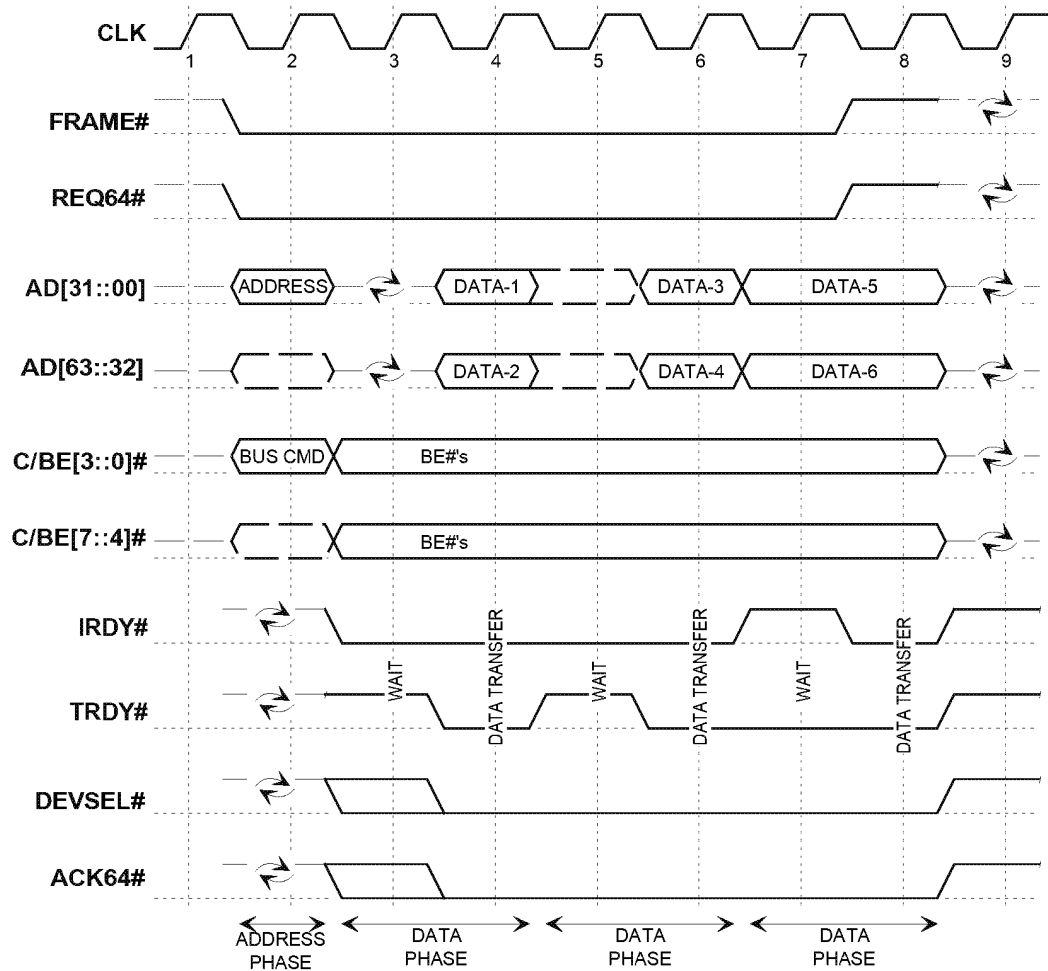 CLK
1 2 3 4 5 6 7 8 9
FRAME#
REQ64#
AD[31::00] ADDRESS DATA-1 DATA-3 DATA-5
AD[63::32] DATA-2 DATA-4 DATA-6
C/BE[3::0]# BUS CMD BE#'s
C/BE[7::4]# BE#'s
IRDY#
WAIT DATA TRANSFER WAIT DATA TRANSFER WAIT DATA TRANSFER
TRDY#
DEVSEL#
ACK64#
ADDRESS DATA DATA DATA
PHASE PHASE PHASE PHASE